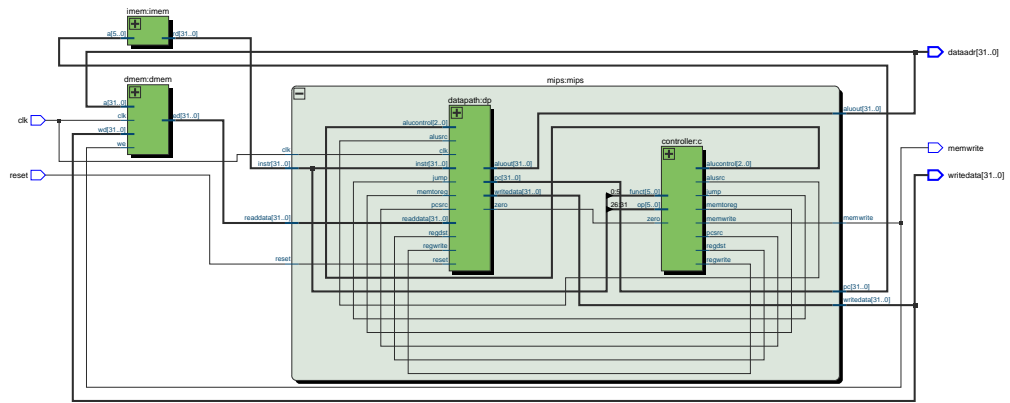 imem:imem
a[5..0]
rd[31..0]
dataadr[31..0]
dmem:dmem
a[31..0]
clk
rd[31..0]
wd[31..0]
we
clk
reset
mips:mips
clk
instr[31..0]
readdata[31..0]
reset
datapath:dp
alucontrol[2..0]
alusrc
clk
instr[31..0]
jump
memtoreg
pcsrc
readdata[31..0]
regdst
regwrite
reset
aluout[31..0]
pc[31..0]
writedata[31..0]
zero
controller:c
0:5
funct[5..0]
26:31
op[5..0]
zero
alucontrol[2..0]
alusrc
jump
memtoreg
memwrite
pcsrc
regdst
regwrite
aluout[31..0]
memwrite
pc[31..0]
writedata[31..0]
memwrite
writedata[31..0]